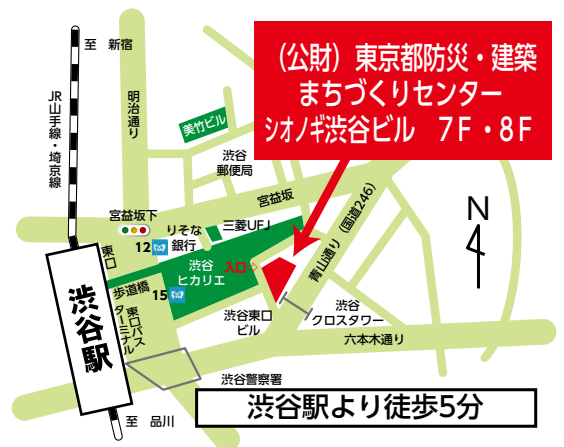 至 新宿
(公財) 東京都防災・建築
まちづくりセンター
シオノギ渋谷ビル 7F・8F
JR山手線・埼京線
明治通り
美竹ビル
渋谷
郵便局
宮益坂
宮益坂下
りそな
銀行
三菱UFJ
青山通り (国道246)
N
東口
12
渋谷
ヒカリエ
入口
歩道橋
15
渋谷駅
東口バス
ターミナル
渋谷東口
ビル
渋谷
クロスタワー
六本木通り
渋谷警察署
至 品川
渋谷駅より徒歩5分